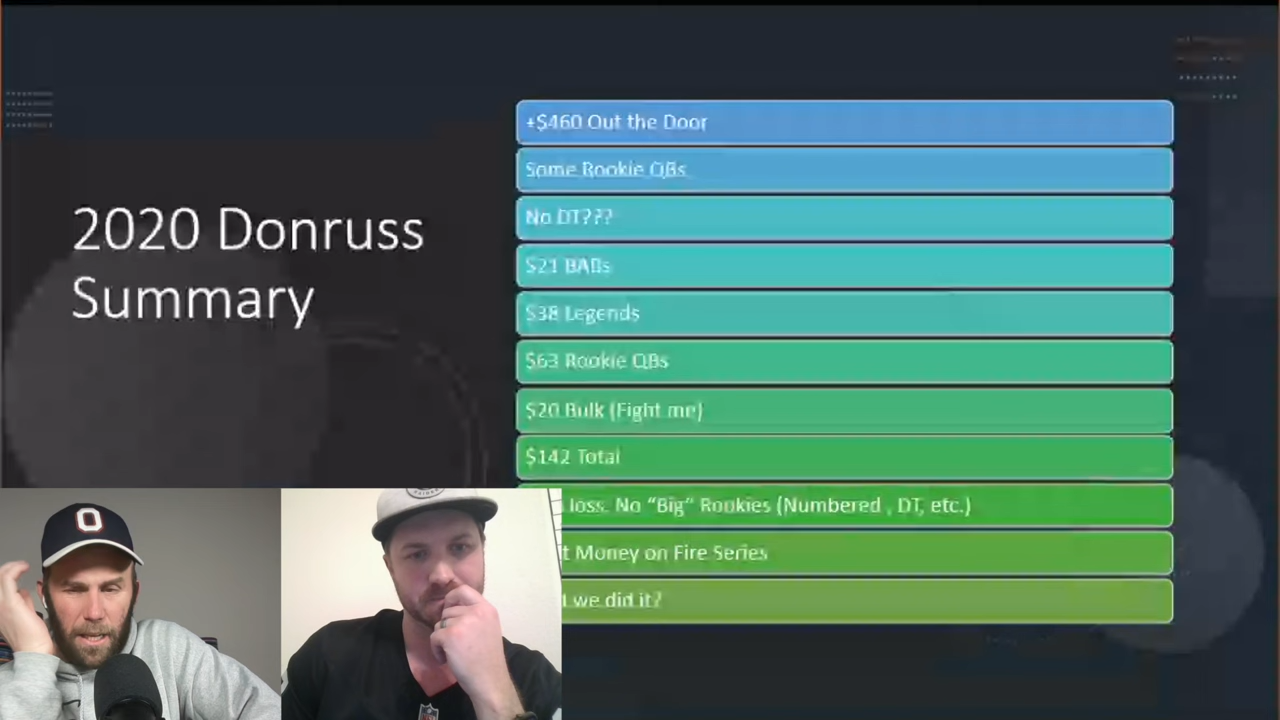 2020 Donruss
Summary
+$460 Out the Door
Some Rookie QBs
No DT???
$21 BABs
$38 Legends
$63 Rookie QBs
$20 Bulk (Fight me)
$142 Total
loss. No “Big” Rookies (Numbered , DT, etc.)
Money on Fire Series
we did it?
O